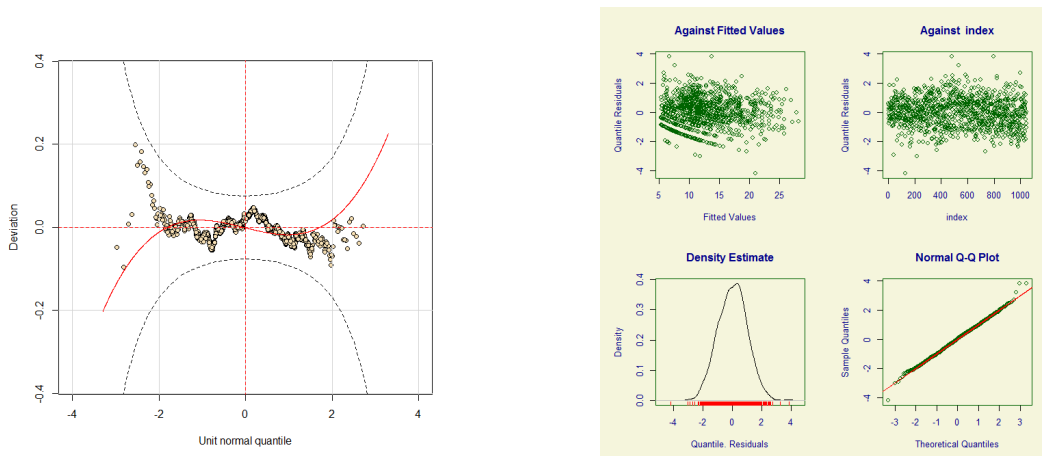 0.4
0.2
0.0
-0.2
-0.4
Deviation
-4 -2 0 2 4
Unit normal quantile
Against Fitted Values
4
2
0
-2
-4
Quantile Residuals
5 10 15 20 25
Fitted Values
Against index
4
2
0
-2
-4
Quantile Residuals
0 200 400 600 800 1000
index
Density Estimate
0.4
0.3
0.2
0.1
0.0
Density
-4 -2 0 2 4
Quantile. Residuals
Normal Q-Q Plot
4
2
0
-2
-4
Sample Quantiles
-3 -2 -1 0 1 2 3
Theoretical Quantiles